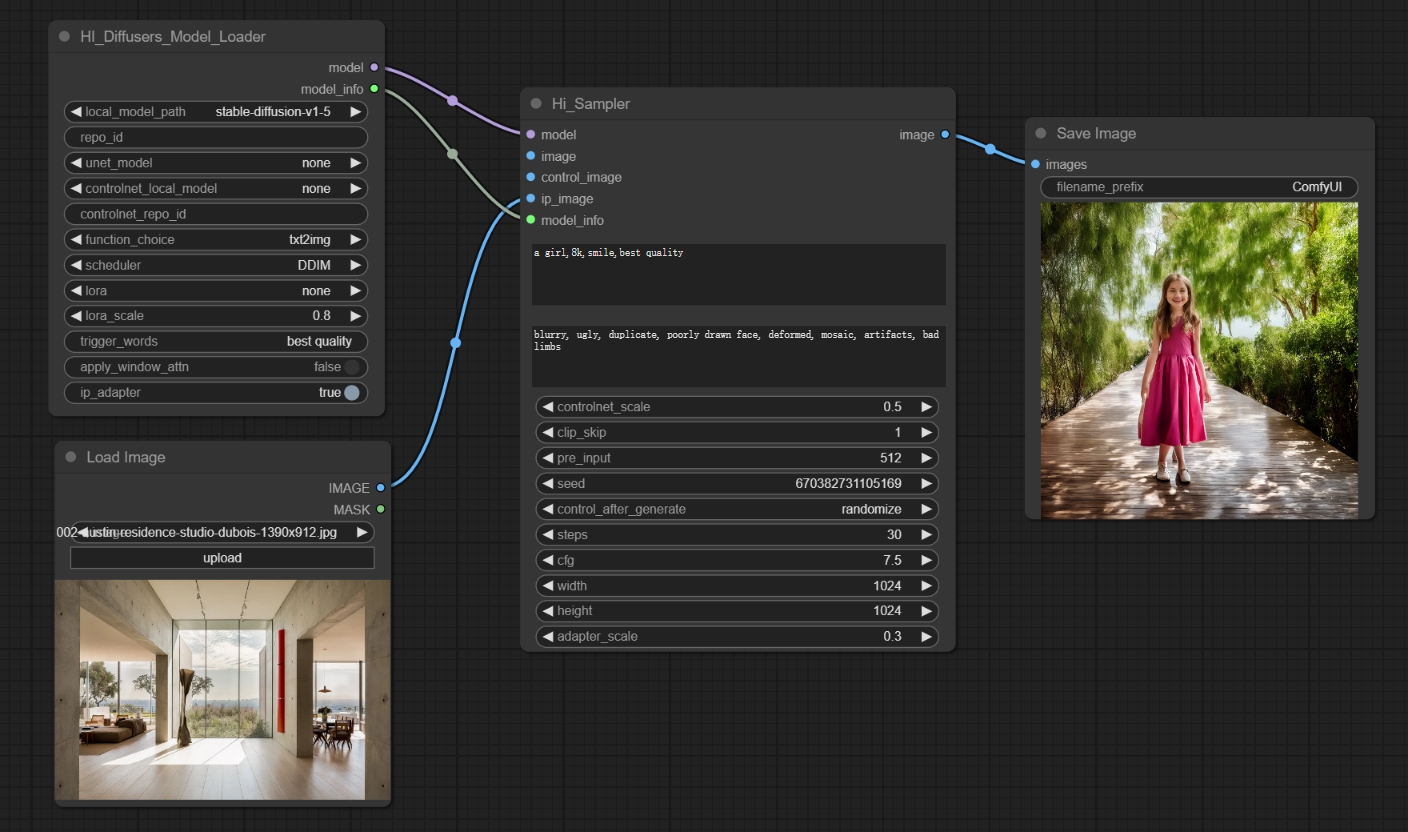 HI_Diffusers_Model_Loader
model
model_info
local_model_path stable-diffusion-v1-5
repo_id
unet_model none
controlnet_local_model none
controlnet_repo_id
function_choice txt2img
scheduler DDIM
lora none
lora_scale 0.8
trigger_words best quality
apply_window_attn false
ip_adapter true
Load Image
IMAGE
MASK
-residence-studio-dubois-1390x912.jpg
upload
Hi_Sampler
model image
image
control_image
ip_image
model_info
a girl,8k,smile,best quality
blurry, ugly, duplicate, poorly drawn face, deformed, mosaic, artifacts, bad
limbs
controlnet_scale 0.5
clip_skip 1
pre_input 512
seed 670382731105169
control_after_generate randomize
steps 30
cfg 7.5
width 1024
height 1024
adapter_scale 0.3
Save Image
images
filename_prefix ComfyUI